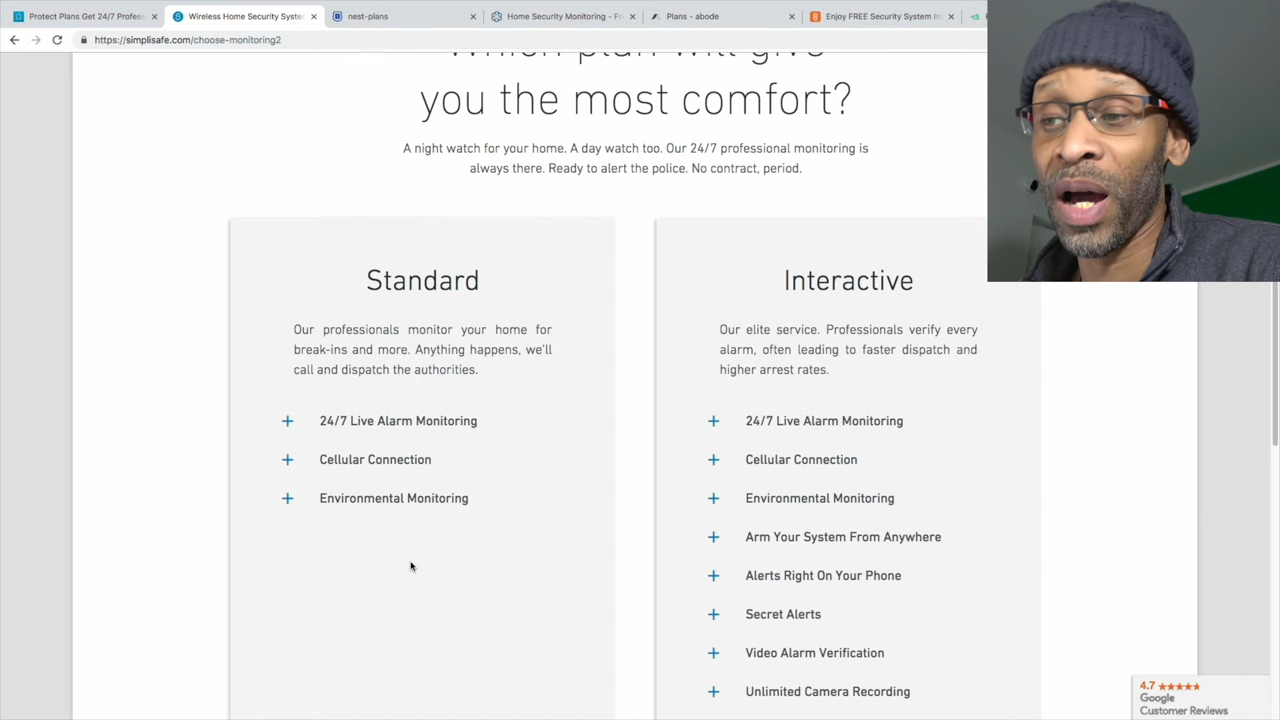 Protect Plans Get 24/7 Profess
Wireless Home Security Syste
nest-plans
Home Security Monitoring - Fr
Plans - abode
Enjoy FREE Security System In
https://simplisafe.com/choose-monitoring2
Which plan will give
you the most comfort?
A night watch for your home. A day watch too. Our 24/7 professional monitoring is
always there. Ready to alert the police. No contract, period.
Standard
Our professionals monitor your home for
break-ins and more. Anything happens, we'll
call and dispatch the authorities.
+ 24/7 Live Alarm Monitoring
+ Cellular Connection
+ Environmental Monitoring
Interactive
Our elite service. Professionals verify every
alarm, often leading to faster dispatch and
higher arrest rates.
+ 24/7 Live Alarm Monitoring
+ Cellular Connection
+ Environmental Monitoring
+ Arm Your System From Anywhere
+ Alerts Right On Your Phone
+ Secret Alerts
+ Video Alarm Verification
+ Unlimited Camera Recording
4.7
Google
Customer Reviews